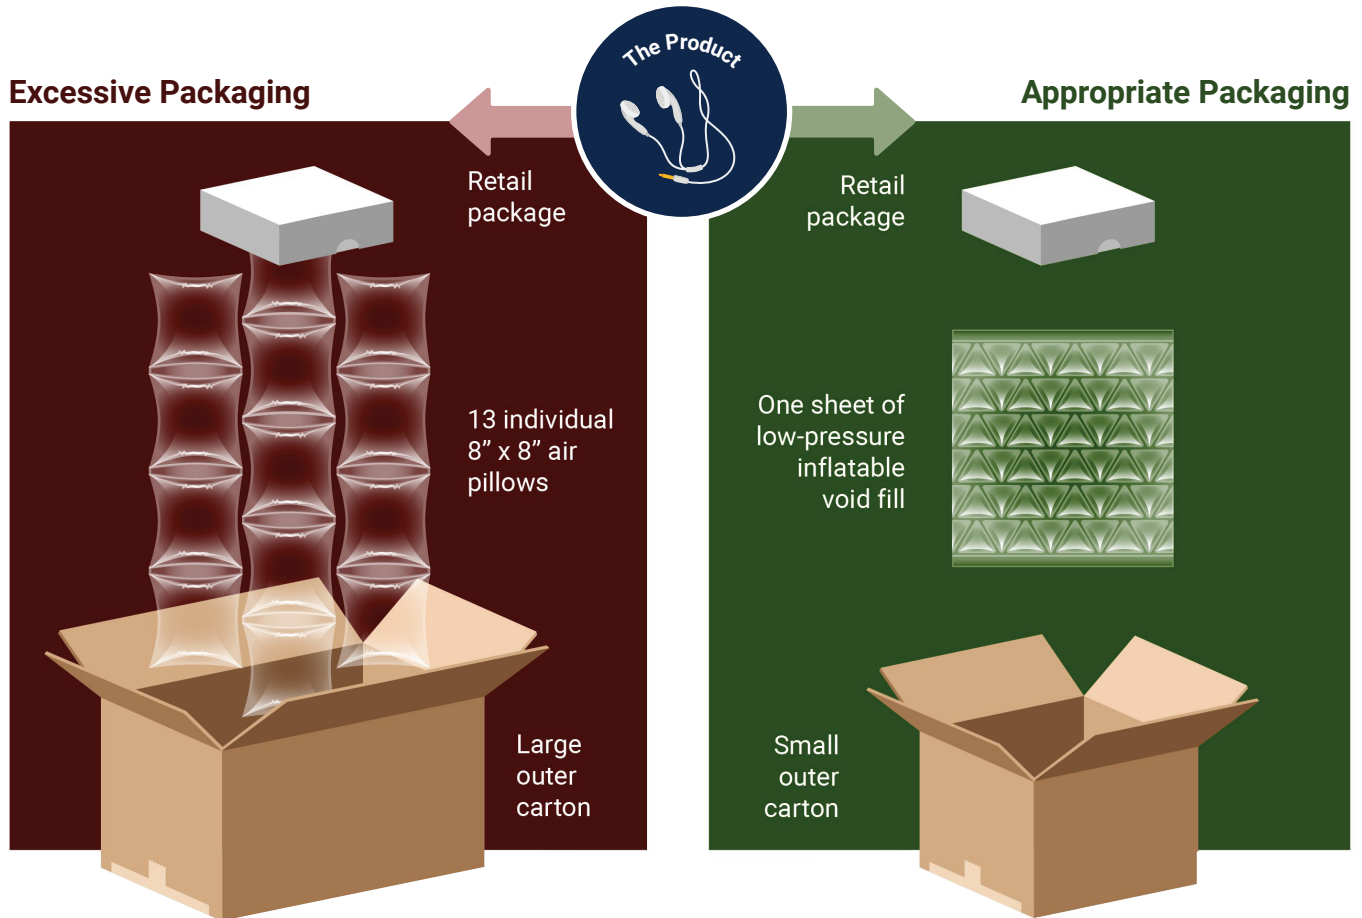 The Product
Excessive Packaging
Appropriate Packaging
Retail
package
13 individual
8” x 8” air
pillows
Large
outer
carton
Retail
package
One sheet of
low-pressure
inflatable
void fill
Small
outer
carton